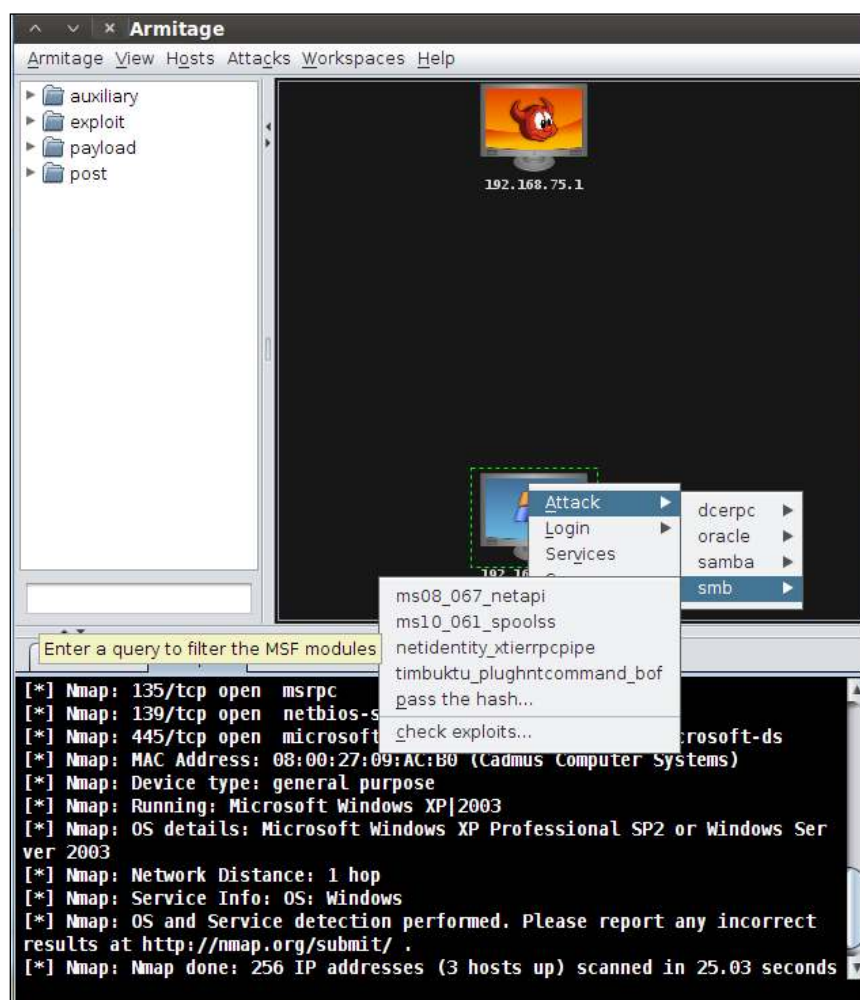 Armitage
Armitage View Hosts Attacks Workspaces Help
auxiliary
exploit
payload
post
192.168.75.1
Attack
Login
Services
dcerpc
oracle
samba
smb
ms08_067_netapi
ms10_061_spoolss
netidentity_xtierrpcpipe
timbuktu_plughntcommand_bof
pass the hash...
check exploits...
Enter a query to filter the MSF modules
[*] Nmap: 135/tcp open msrpc
[*] Nmap: 139/tcp open netbios-s
[*] Nmap: 445/tcp open microsoft crosoft-ds
[*] Nmap: MAC Address: 08:00:27:09:AC:B0 (Cadmus Computer Systems)
[*] Nmap: Device type: general purpose
[*] Nmap: Running: Microsoft Windows XP|2003
[*] Nmap: OS details: Microsoft Windows XP Professional SP2 or Windows Ser
ver 2003
[*] Nmap: Network Distance: 1 hop
[*] Nmap: Service Info: OS: Windows
[*] Nmap: OS and Service detection performed. Please report any incorrect
results at http://nmap.org/submit/ .
[*] Nmap: Nmap done: 256 IP addresses (3 hosts up) scanned in 25.03 seconds